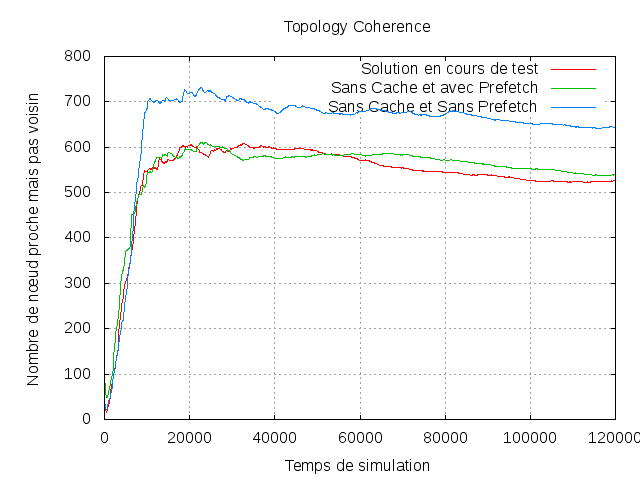 Topology Coherence
Solution en cours de test
Sans Cache et avec Prefetch
Sans Cache et Sans Prefetch
Nombre de nœud proche mais pas voisin
800
700
600
500
400
300
200
100
0
0 20000 40000 60000 80000 100000 120000
Temps de simulation